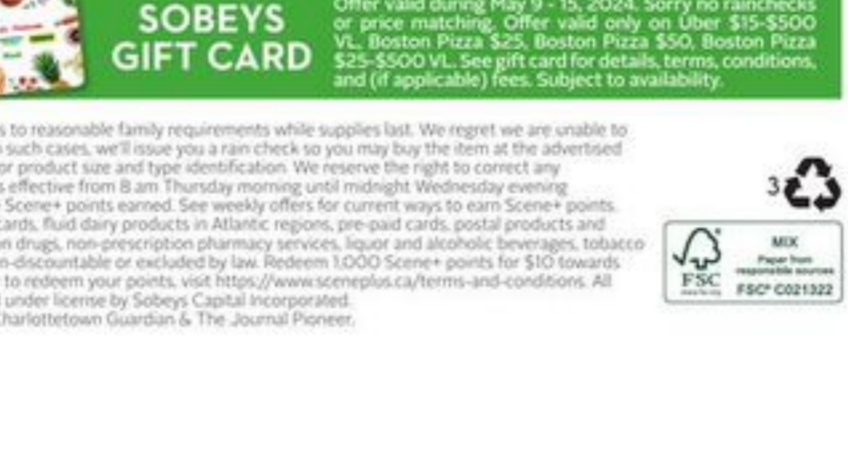 SOBEYS
GIFT CARD
Offer valid during May 9 - 15, 2024. Sorry no rainchecks
or price matching. Offer valid only on Uber $15-$500
VL, Boston Pizza $25, Boston Pizza $50, Boston Pizza
$25-$500 VL. See gift card for details, terms, conditions,
and (if applicable) fees. Subject to availability.
s to reasonable family requirements while supplies last. We regret we are unable to
such cases, we'll issue you a rain check so you may buy the item at the advertised
or product size and type identification. We reserve the right to correct any
s effective from 8 am Thursday morning until midnight Wednesday evening
Scene+ points earned. See weekly offers for current ways to earn Scene+ points.
cards, fluid dairy products in Atlantic regions, pre-paid cards, postal products and
on drugs, non-prescription pharmacy services, liquor and alcoholic beverages, tobacco
n-discountable or excluded by law. Redeem 1,000 Scene+ points for $10 towards
to redeem your points, visit https://www.sceneplus.ca/terms-and-conditions. All
under license by Sobeys Capital Incorporated.
Charlottetown Guardian & The Journal Pioneer.
3
FSC
MIX
Paper from
responsible sources
FSC® C021322